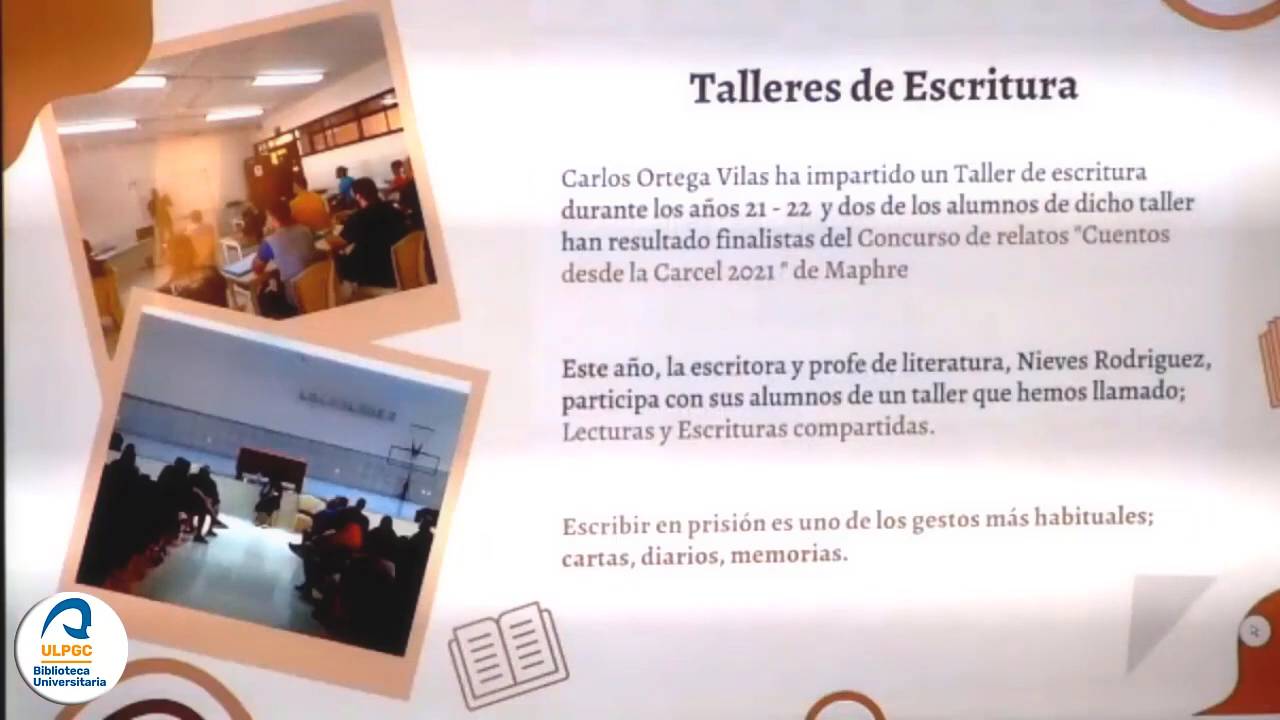 Talleres de Escritura
Carlos Ortega Vilas ha impartido un Taller de escritura
durante los años 21 - 22 y dos de los alumnos de dicho taller
han resultado finalistas del Concurso de relatos "Cuentos
desde la Carcel 2021 " de Maphre
Este año, la escritora y profe de literatura, Nieves Rodriguez,
participa con sus alumnos de un taller que hemos llamado;
Lecturas y Escrituras compartidas.
Escribir en prisión es uno de los gestos más habituales;
cartas, diarios, memorias.
ULPGC
Biblioteca
Universitaria